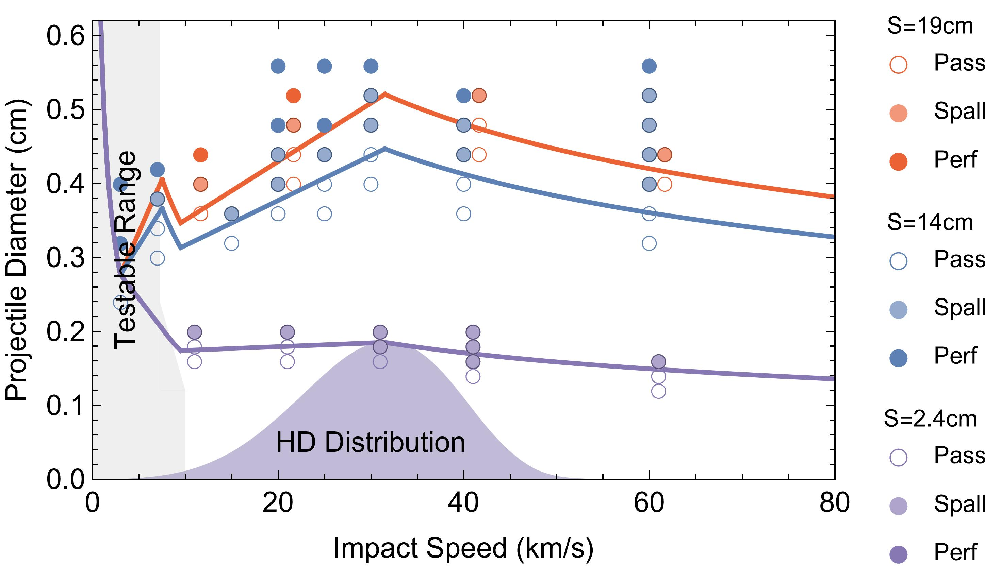 Projectile Diameter (cm)
0.6
0.5
0.4
0.3
0.2
0.1
0.0
Testable Range
HD Distribution
0
20
40
60
80
Impact Speed (km/s)
S=19cm
Pass
Spall
Perf
S=14cm
Pass
Spall
Perf
S=2.4cm
Pass
Spall
Perf